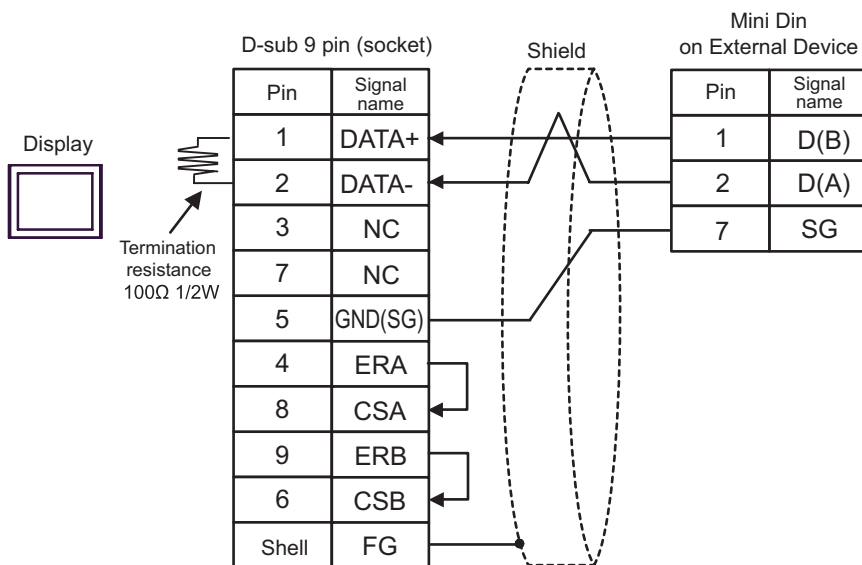 D-sub 9 pin (socket)
Shield
Mini Din
on External Device
Display
Termination
resistance
100Ω 1/2W
Pin Signal name
1 DATA+
2 DATA-
3 NC
7 NC
5 GND(SG)
4 ERA
8 CSA
9 ERB
6 CSB
Shell FG
Pin Signal name
1 D(B)
2 D(A)
7 SG